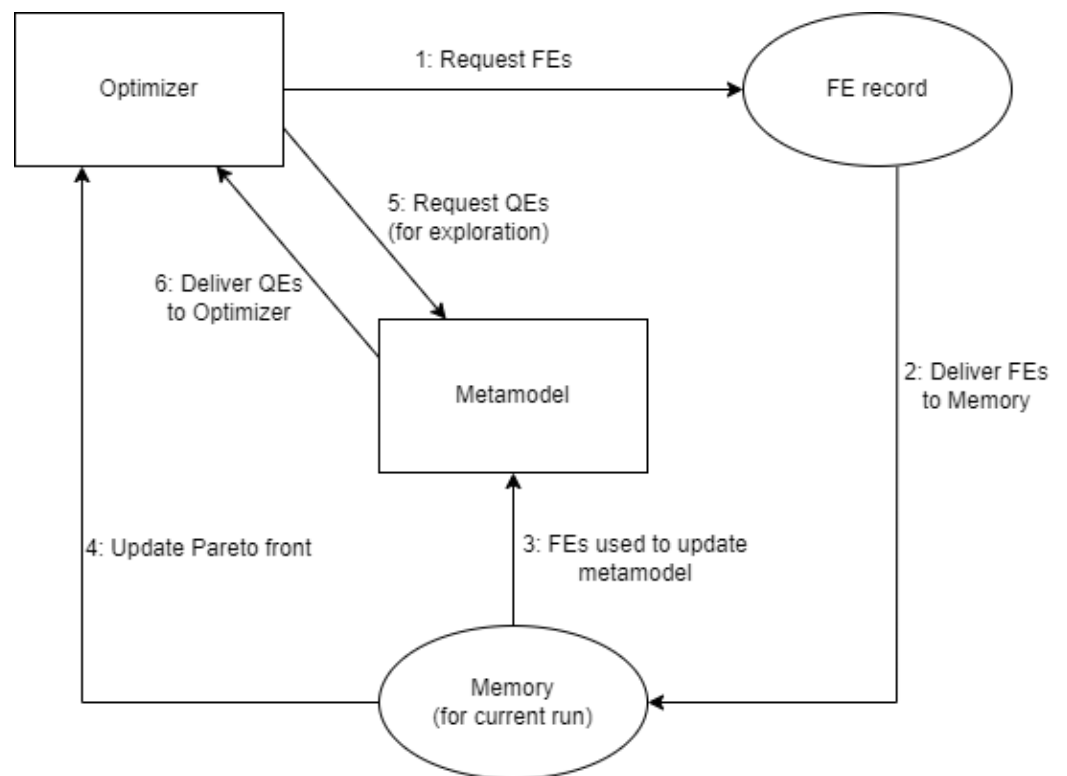 1: Request FEs
Optimizer
FE record
5: Request QEs
(for exploration)
6: Deliver QEs
to Optimizer
2: Deliver FEs
to Memory
Metamodel
4: Update Pareto front
3: FEs used to update
metamodel
Memory
(for current run)